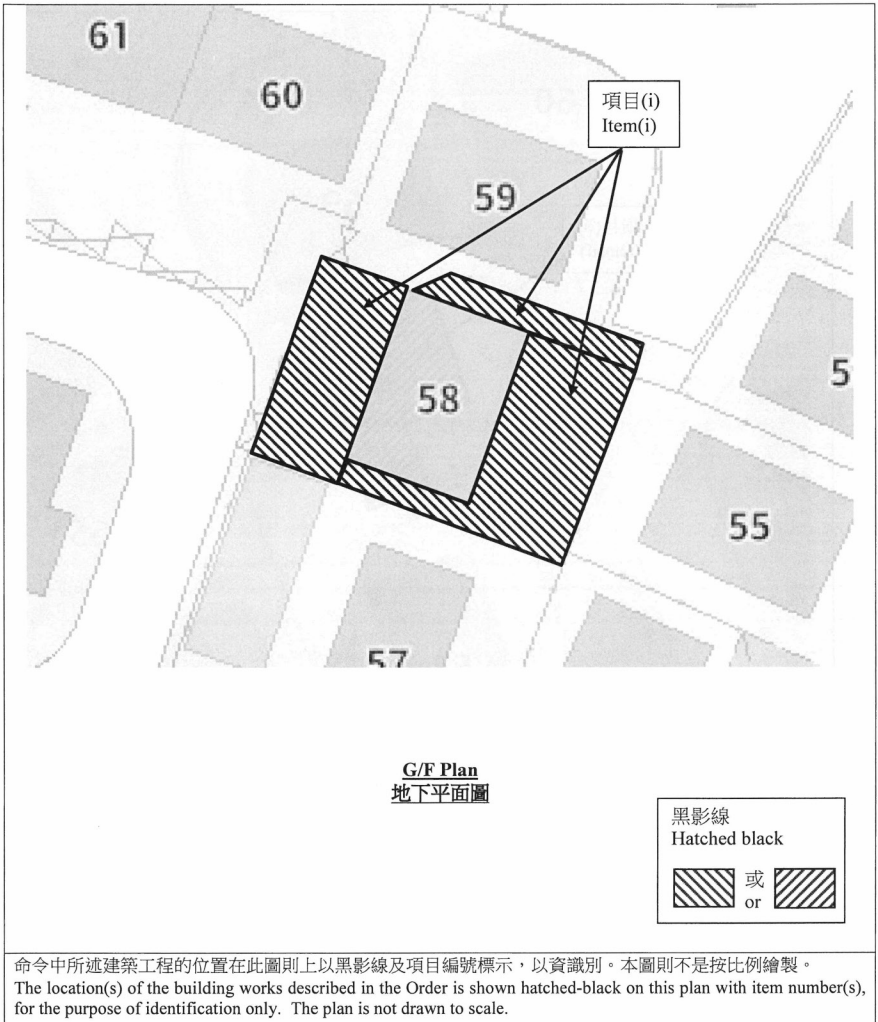 61
60
項目(i)
Item(i)
59
58
5
55
57
G/F Plan
地下平面圖
黑影線
Hatched black
或
or
命令中所述建築工程的位置在此圖則上以黑影線及項目編號標示，以資識別。本圖則不是按比例繪製。
The location(s) of the building works described in the Order is shown hatched-black on this plan with item number(s),
for the purpose of identification only.  The plan is not drawn to scale.